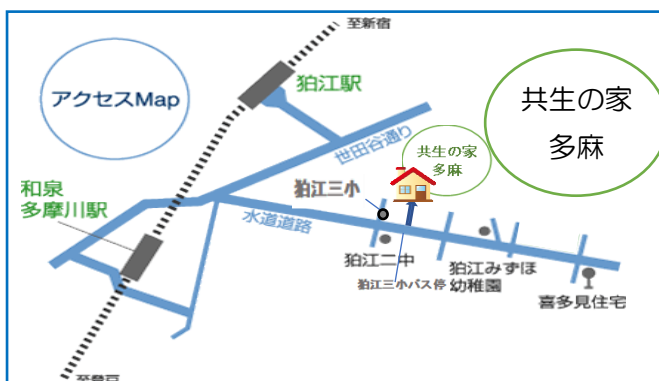 至新宿
アクセスMap
狛江駅
共生の家
多麻
世田谷通り
共生の家
多麻
和泉
多摩川駅
狛江三小
水道道路
狛江二中
狛江三小バス停
狛江みずほ
幼稚園
喜多見住宅
至登戸